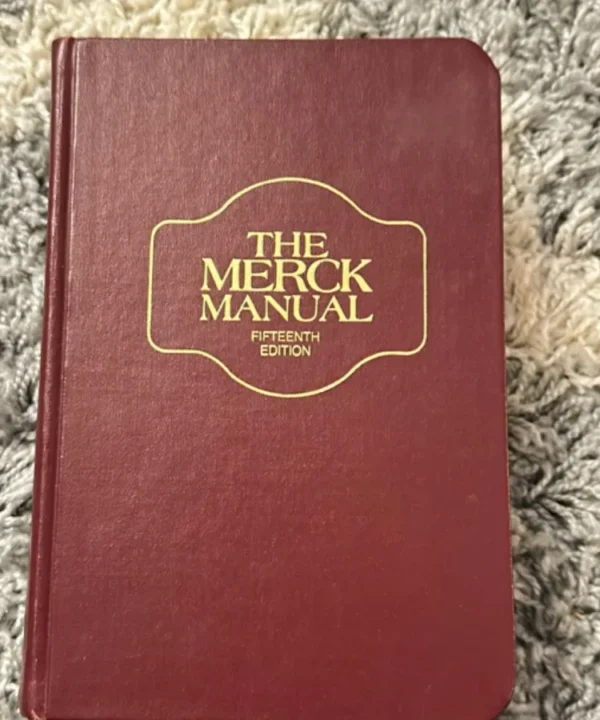 THE
MERCK
MANUAL
FIFTEENTH
EDITION